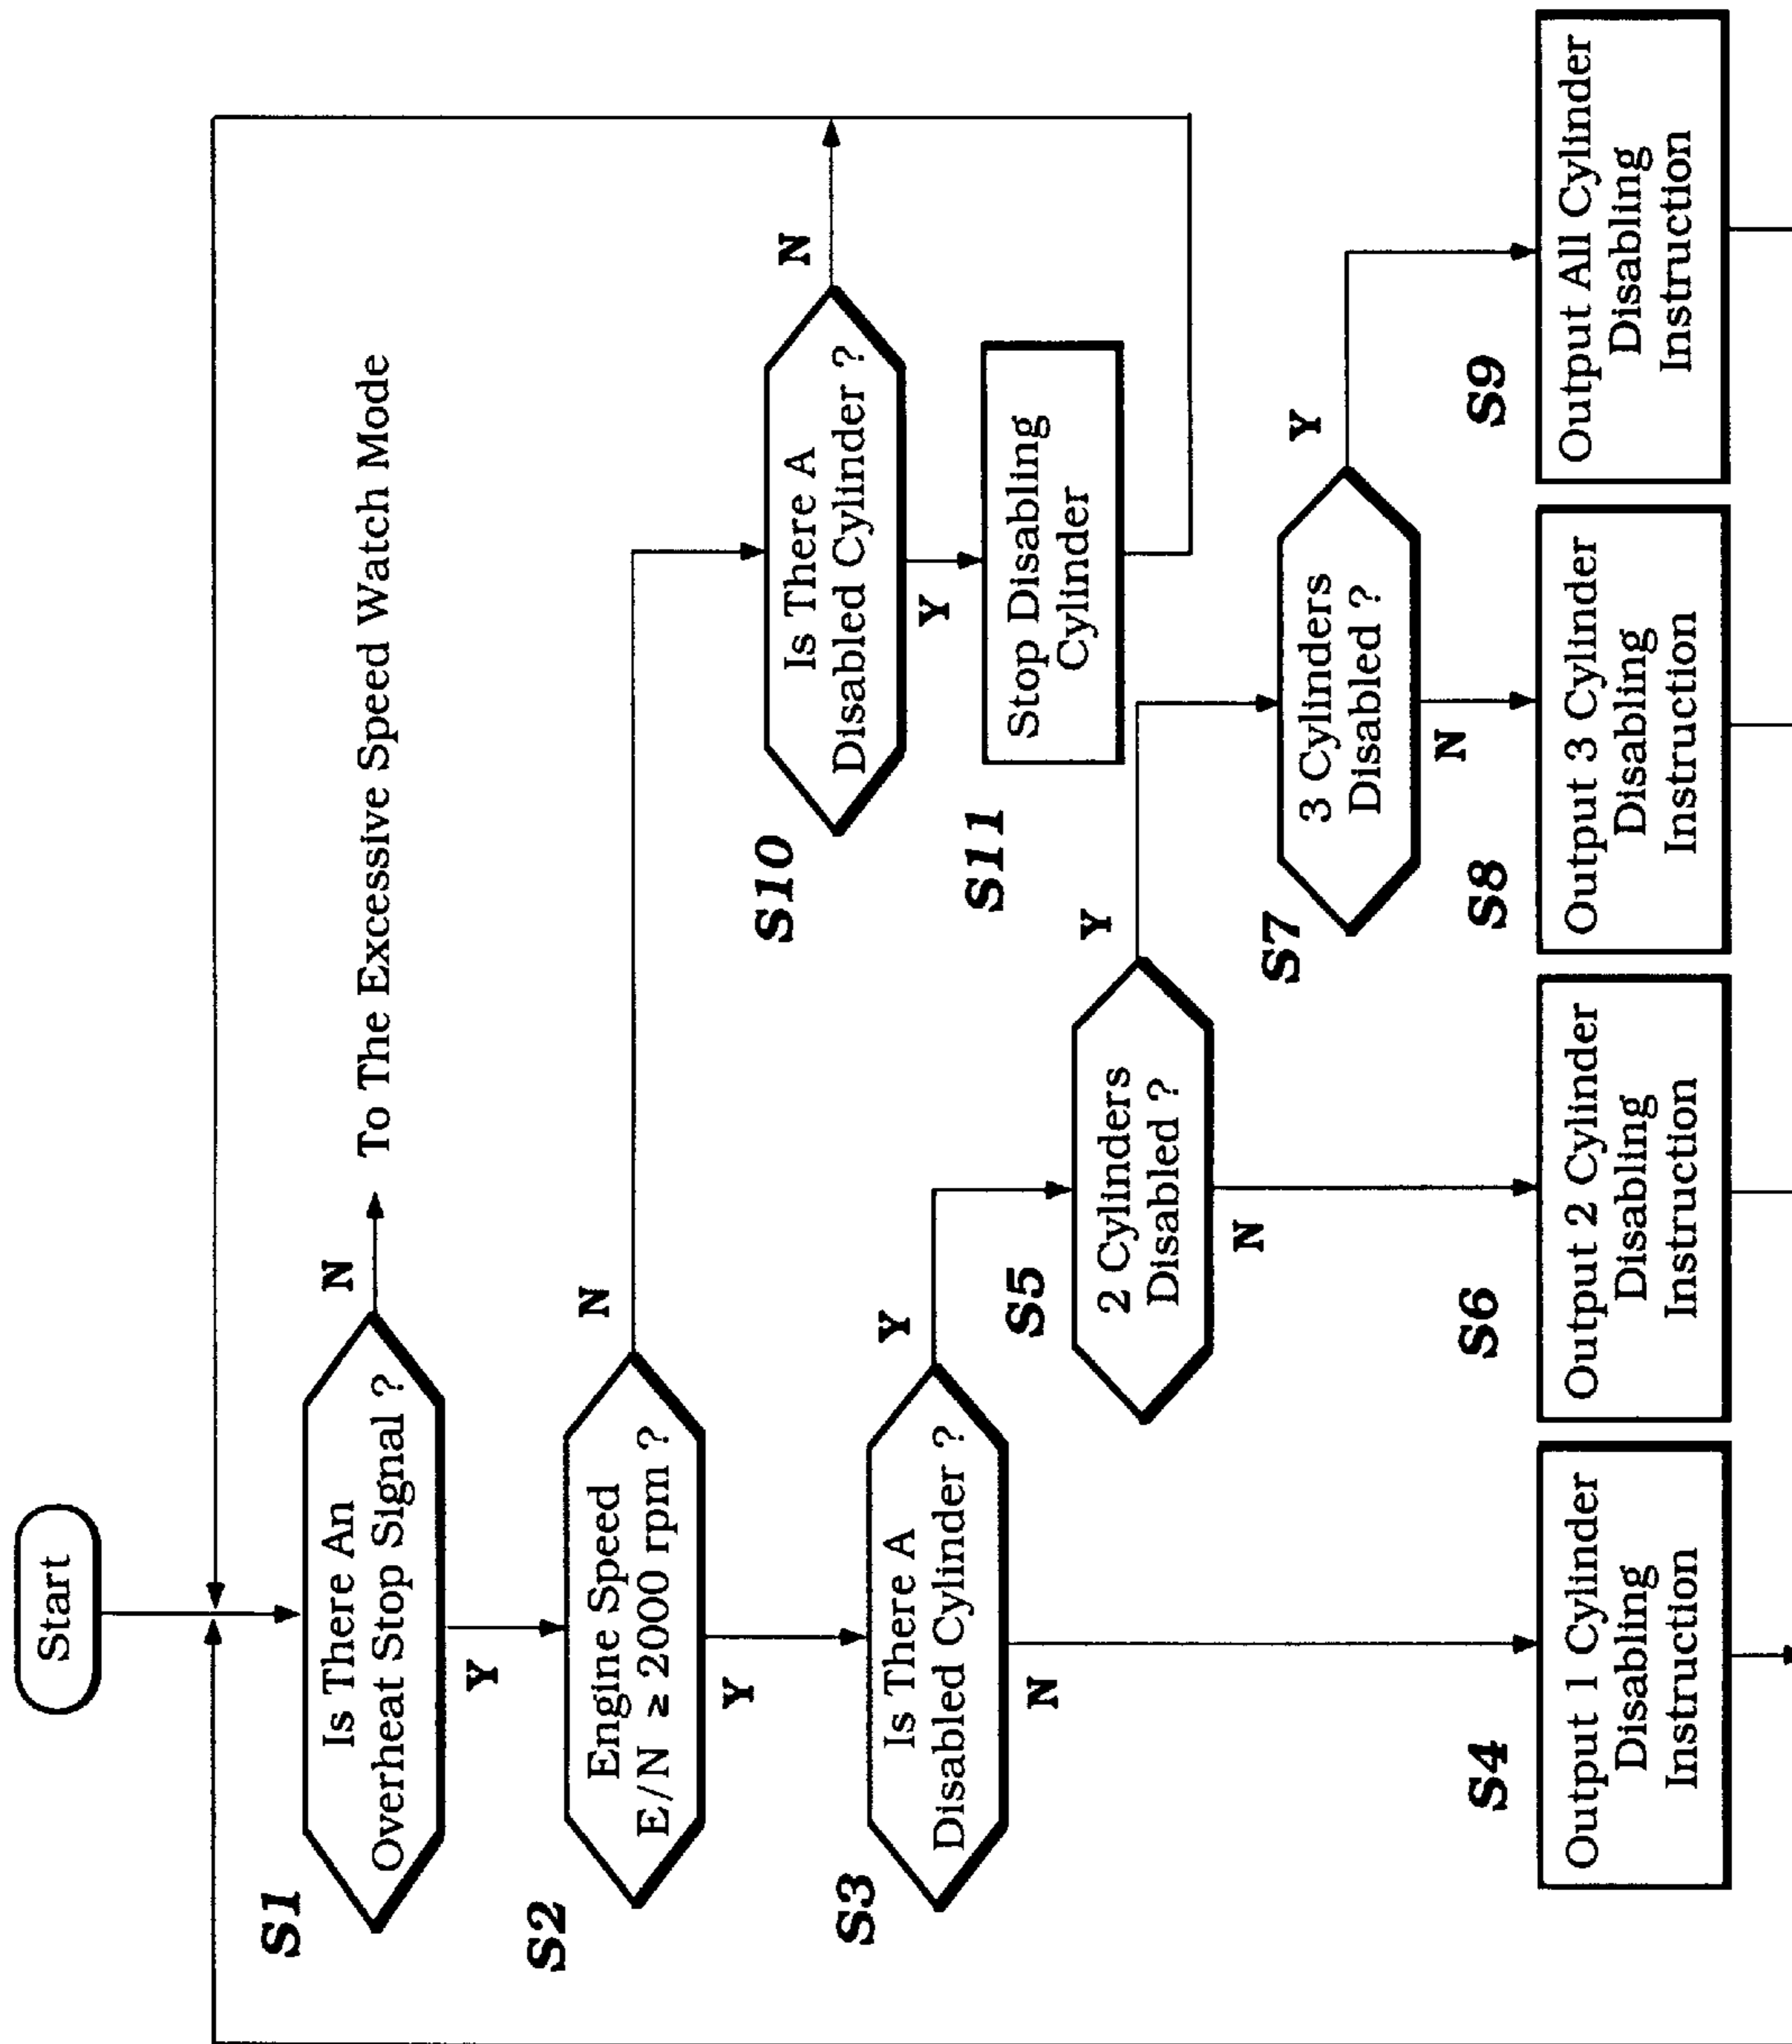 Start
S1
Is There An
Overheat Stop Signal ?
N
To The Excessive Speed Watch Mode
Y
S2
Engine Speed
E/N ≥ 2000 rpm ?
N
Y
S10
Is There A
Disabled Cylinder ?
N
Y
S11
Stop Disabling
Cylinder
S3
Is There A
Disabled Cylinder ?
Y
N
S5
2 Cylinders
Disabled ?
Y
N
S7
3 Cylinders
Disabled ?
Y
N
S4
Output 1 Cylinder
Disabling
Instruction
S6
Output 2 Cylinder
Disabling
Instruction
S8
Output 3 Cylinder
Disabling
Instruction
S9
Output All Cylinder
Disabling
Instruction